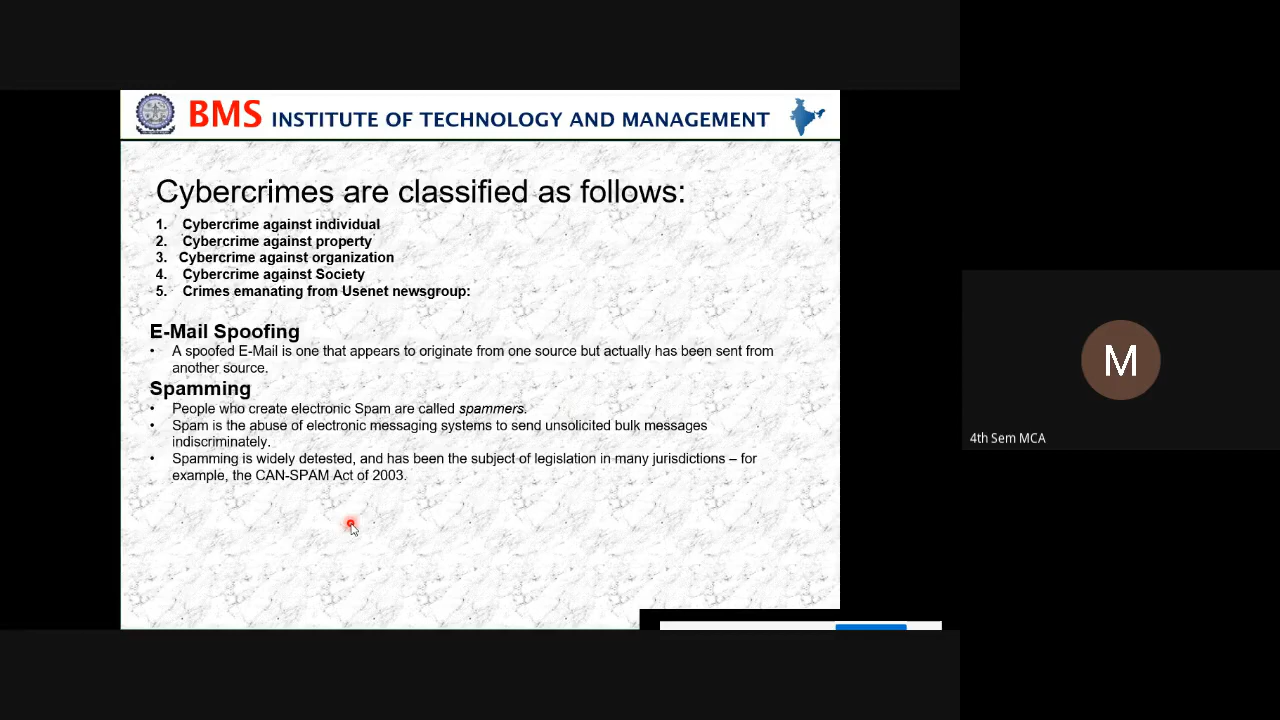 BMS INSTITUTE OF TECHNOLOGY AND MANAGEMENT
Cybercrimes are classified as follows:
1. Cybercrime against individual
2. Cybercrime against property
3. Cybercrime against organization
4. Cybercrime against Society
5. Crimes emanating from Usenet newsgroup:
E-Mail Spoofing
• A spoofed E-Mail is one that appears to originate from one source but actually has been sent from
another source.
Spamming
• People who create electronic Spam are called spammers.
• Spam is the abuse of electronic messaging systems to send unsolicited bulk messages
indiscriminately.
• Spamming is widely detested, and has been the subject of legislation in many jurisdictions – for
example, the CAN-SPAM Act of 2003.
M
4th Sem MCA